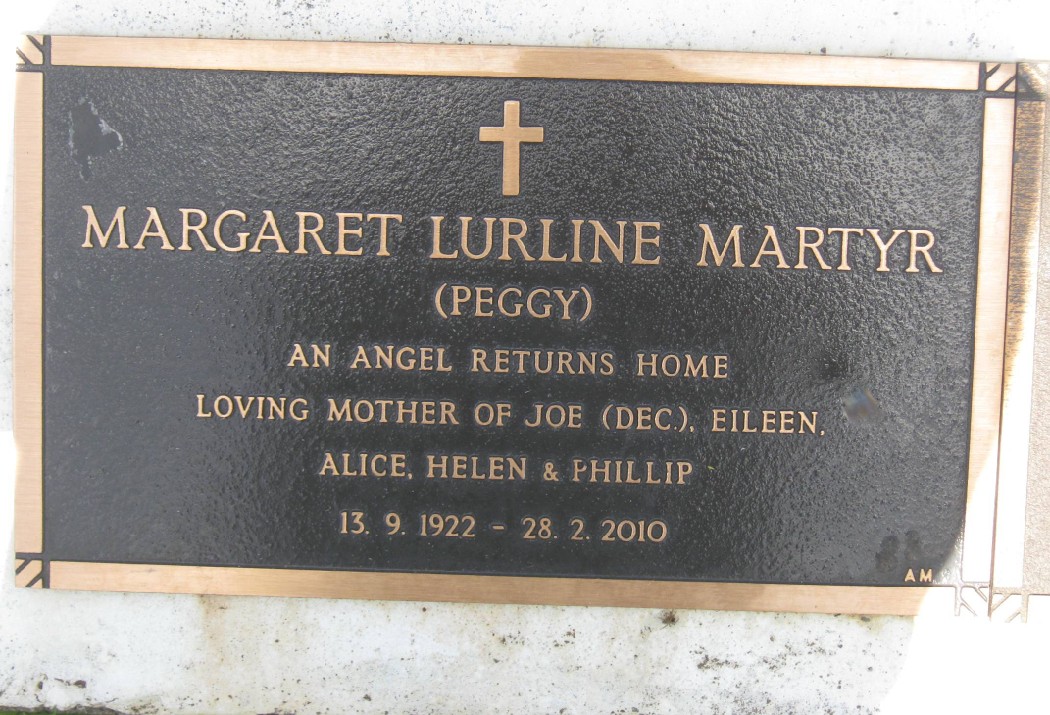 MARGARET LURLINE MARTYR
(PEGGY)
AN ANGEL RETURNS HOME
LOVING MOTHER OF JOE (DEC.), EILEEN,
ALICE, HELEN & PHILLIP
13. 9. 1922 - 28. 2. 2010
AM